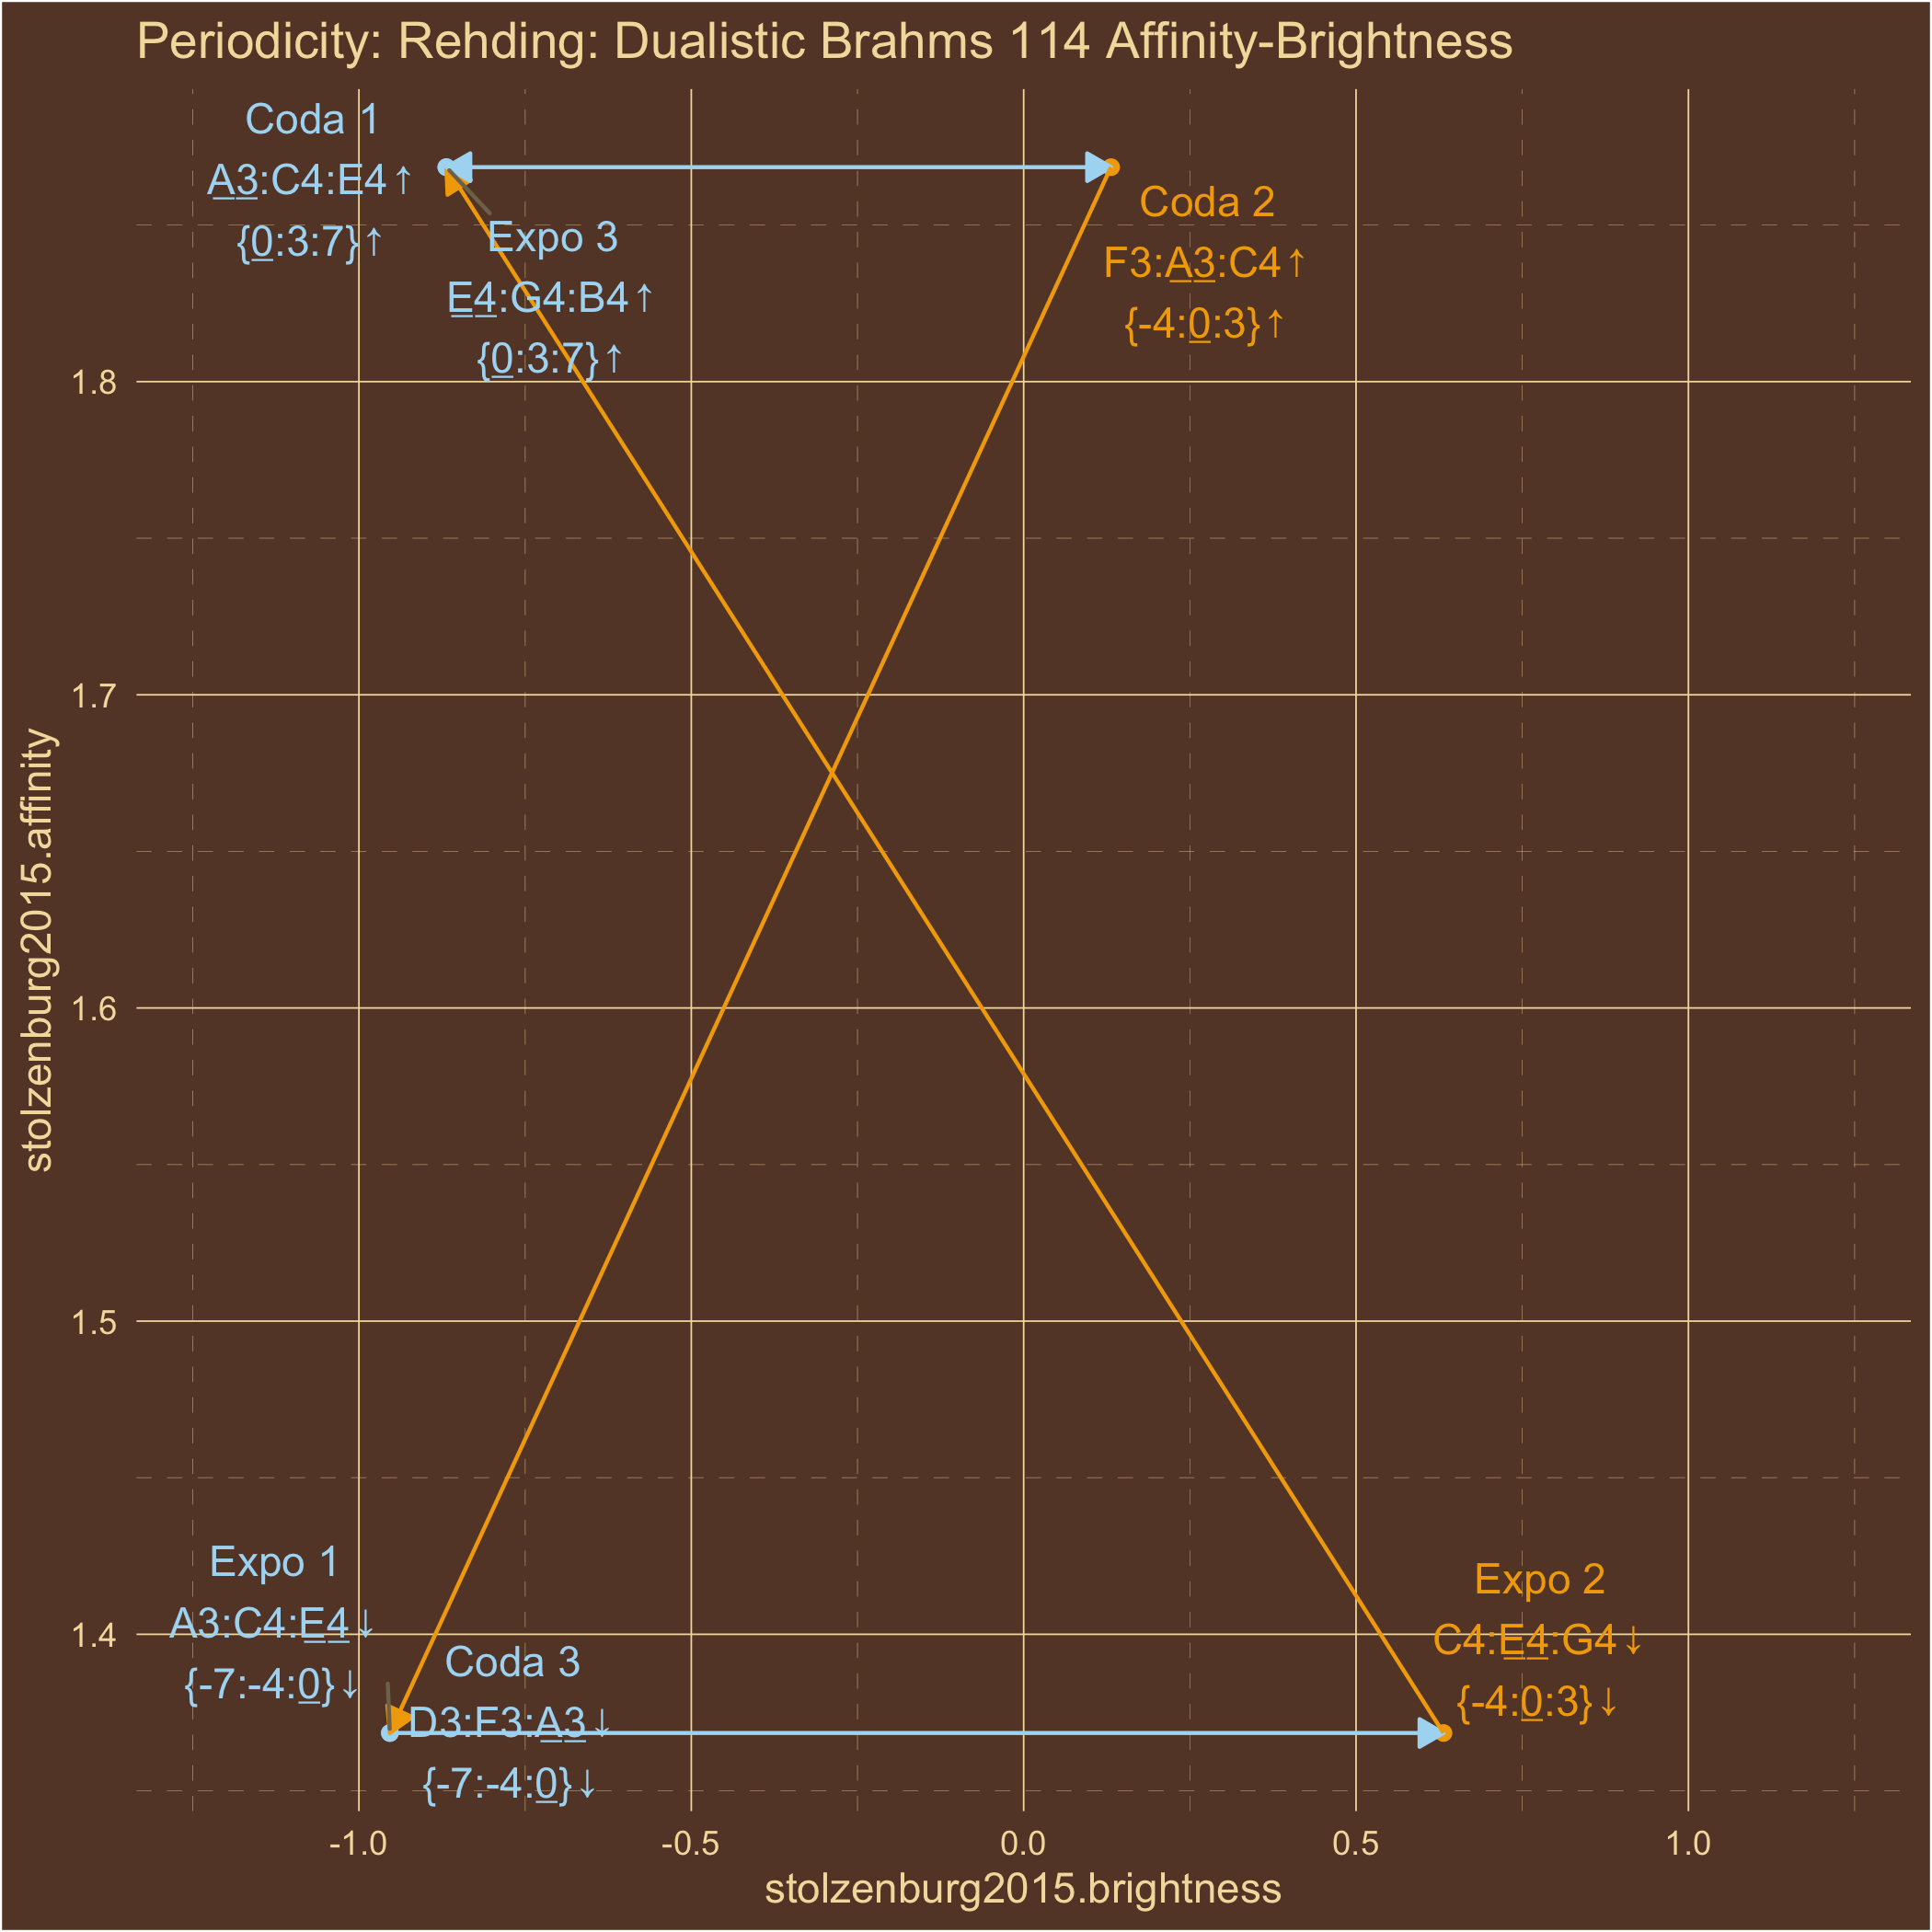 Periodicity: Rehding: Dualistic Brahms 114 Affinity-Brightness
Coda 1
A3:C4:E4↑
{0:3:7}↑
Expo 3
E4:G4:B4↑
{0:3:7}↑
Coda 2
F3:A3:C4↑
{-4:0:3}↑
1.8
1.7
1.6
1.5
1.4
stolzenburg2015.affinity
Expo 1
A3:C4:E4↓
{-7:-4:0}↓
Coda 3
D3:F3:A3↓
{-7:-4:0}↓
Expo 2
C4:E4:G4↓
{-4:0:3}↓
-1.0
-0.5
0.0
0.5
1.0
stolzenburg2015.brightness